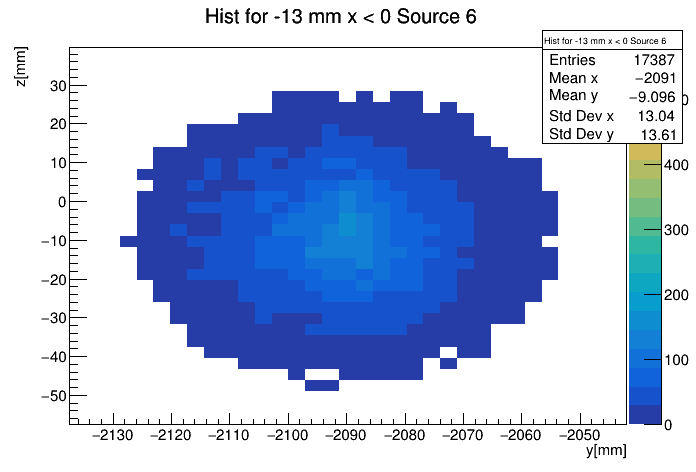 Hist for -13 mm x < 0 Source 6
Hist for -13 mm x < 0 Source 6
Entries 17387
Mean x −2091
Mean y −9.096
Std Dev x 13.04
Std Dev y 13.61
z[mm]
30
20
10
0
−10
−20
−30
−40
−50
−2130 −2120 −2110 −2100 −2090 −2080 −2070 −2060 −2050
y[mm]
400
300
200
100
0